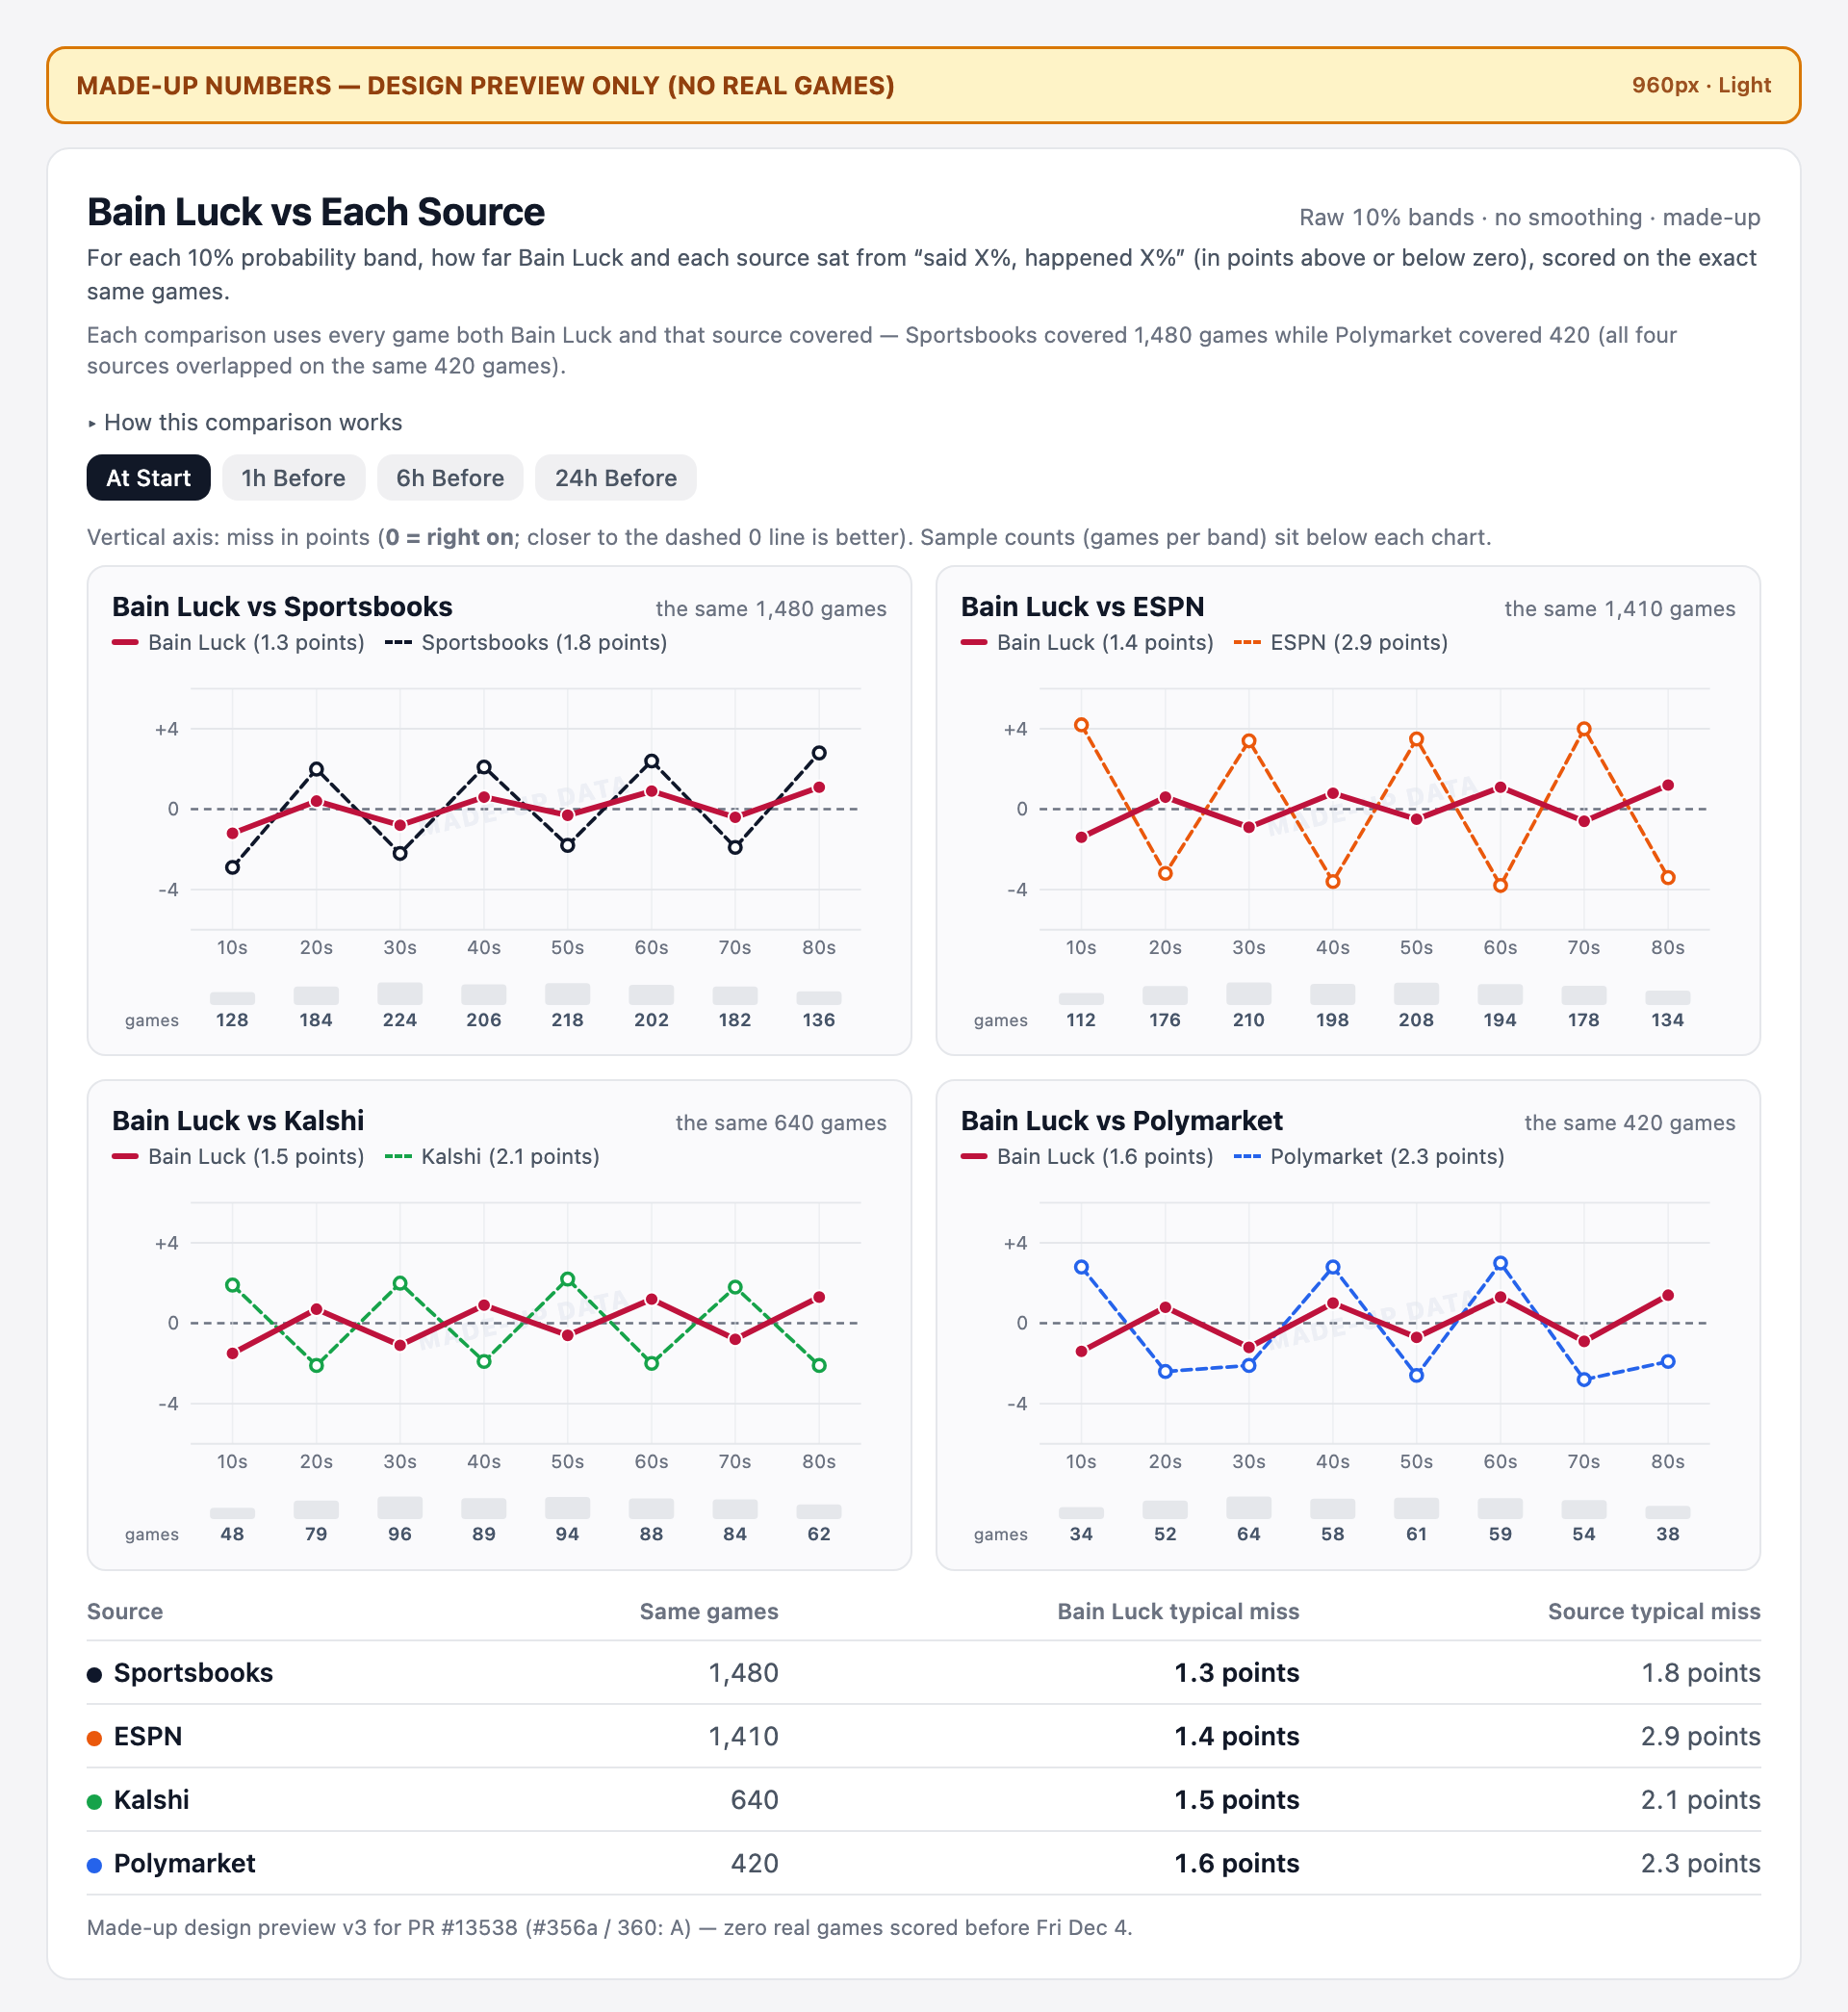 MADE-UP NUMBERS — DESIGN PREVIEW ONLY (NO REAL GAMES)
960px · Light
Bain Luck vs Each Source
Raw 10% bands · no smoothing · made-up
For each 10% probability band, how far Bain Luck and each source sat from “said X%, happened X%” (in points above or below zero), scored on the exact
same games.
Each comparison uses every game both Bain Luck and that source covered — Sportsbooks covered 1,480 games while Polymarket covered 420 (all four
sources overlapped on the same 420 games).
▸ How this comparison works
At Start
1h Before
6h Before
24h Before
Vertical axis: miss in points (0 = right on; closer to the dashed 0 line is better). Sample counts (games per band) sit below each chart.
Bain Luck vs Sportsbooks
the same 1,480 games
Bain Luck (1.3 points)
Sportsbooks (1.8 points)
+4
0
-4
MADE-UP DATA
10s 20s 30s 40s 50s 60s 70s 80s
games 128 184 224 206 218 202 182 136
Bain Luck vs ESPN
the same 1,410 games
Bain Luck (1.4 points)
ESPN (2.9 points)
+4
0
-4
MADE-UP DATA
10s 20s 30s 40s 50s 60s 70s 80s
games 112 176 210 198 208 194 178 134
Bain Luck vs Kalshi
the same 640 games
Bain Luck (1.5 points)
Kalshi (2.1 points)
+4
0
-4
MADE-UP DATA
10s 20s 30s 40s 50s 60s 70s 80s
games 48 79 96 89 94 88 84 62
Bain Luck vs Polymarket
the same 420 games
Bain Luck (1.6 points)
Polymarket (2.3 points)
+4
0
-4
MADE-UP DATA
10s 20s 30s 40s 50s 60s 70s 80s
games 34 52 64 58 61 59 54 38
Source Same games Bain Luck typical miss Source typical miss
Sportsbooks 1,480 1.3 points 1.8 points
ESPN 1,410 1.4 points 2.9 points
Kalshi 640 1.5 points 2.1 points
Polymarket 420 1.6 points 2.3 points
Made-up design preview v3 for PR #13538 (#356a / 360: A) — zero real games scored before Fri Dec 4.